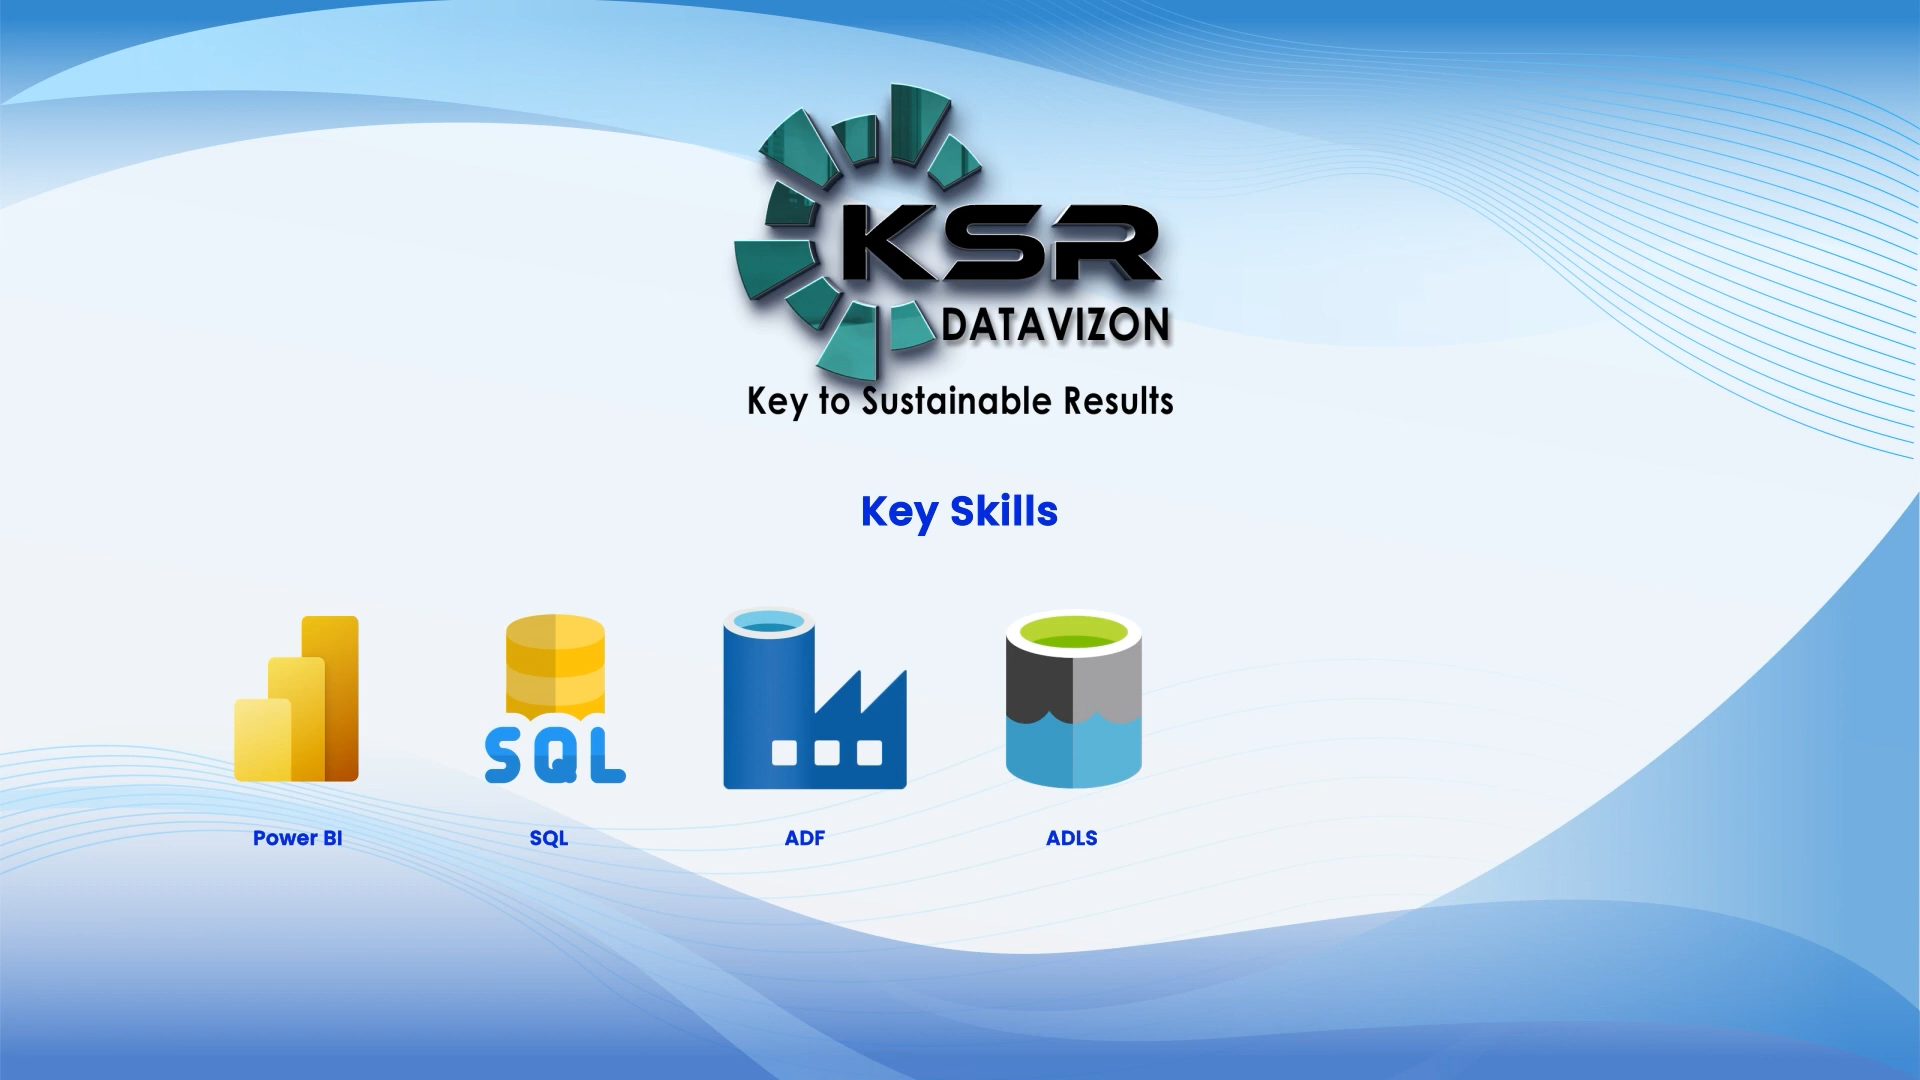 KSR
DATAVIZON
Key to Sustainable Results
Key Skills
SQL
Power BI
SQL
ADF
ADLS